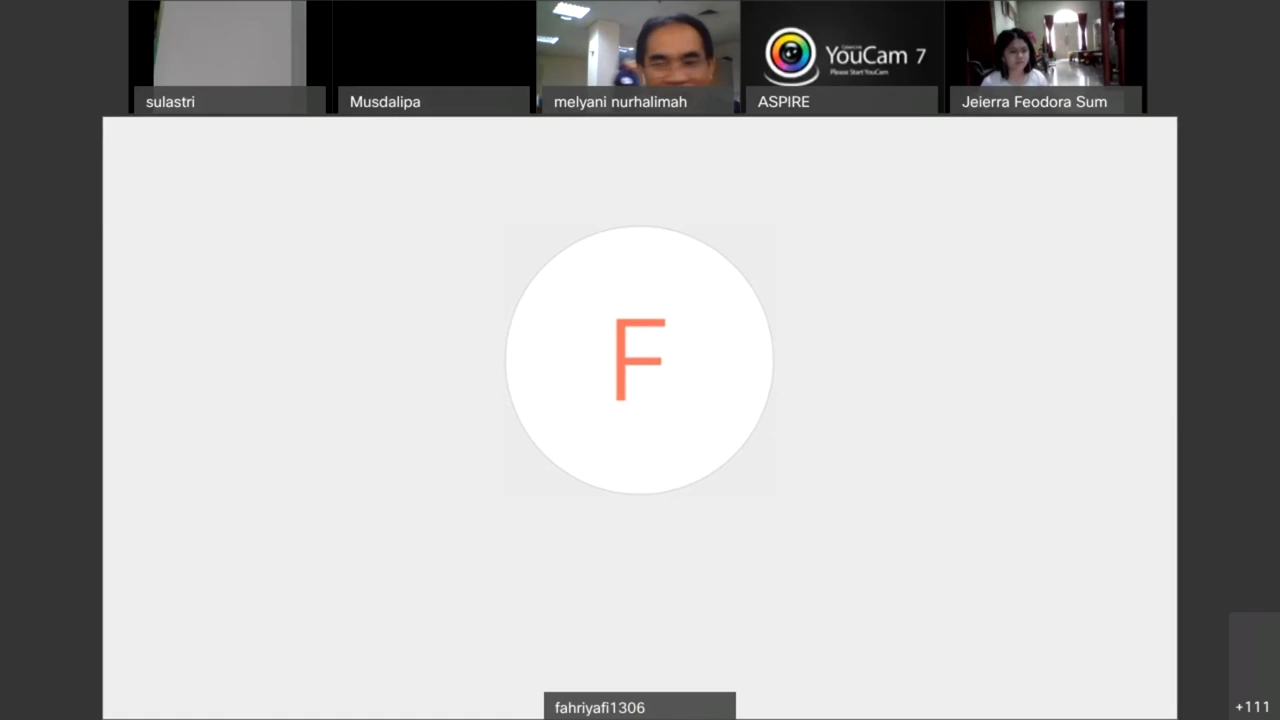 sulastri
Musdalipa
melyani nurhalimah
YouCam 7
Please Start YouCam
ASPIRE
Jeierra Feodora Sum
F
fahriyafi1306
+111